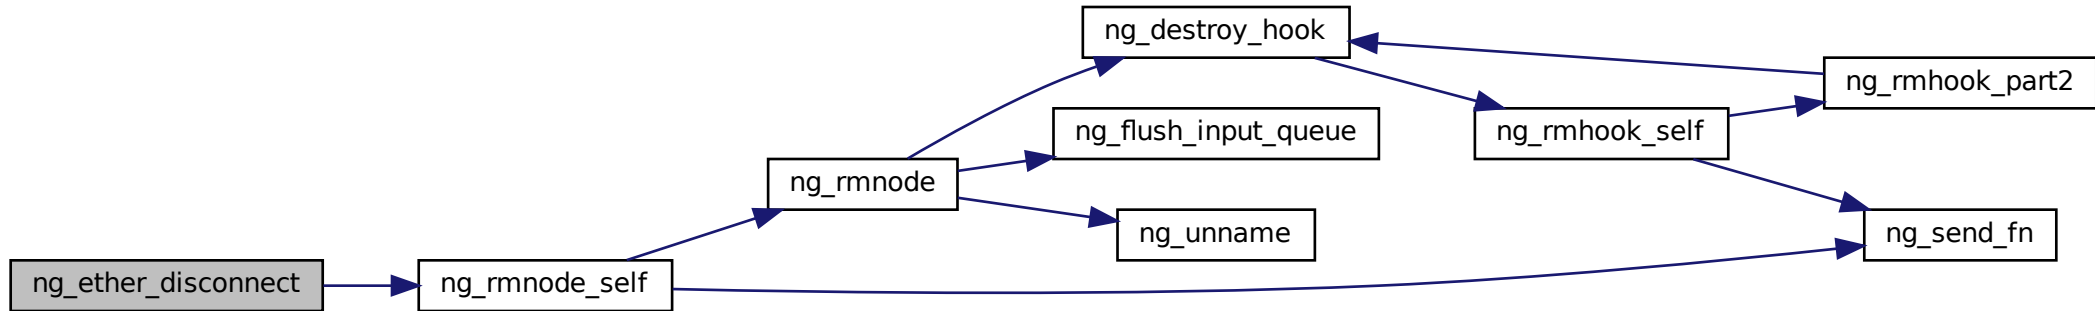 ng_destroy_hook
ng_rmhook_part2
ng_flush_input_queue
ng_rmhook_self
ng_rmnode
ng_unname
ng_send_fn
ng_ether_disconnect
ng_rmnode_self